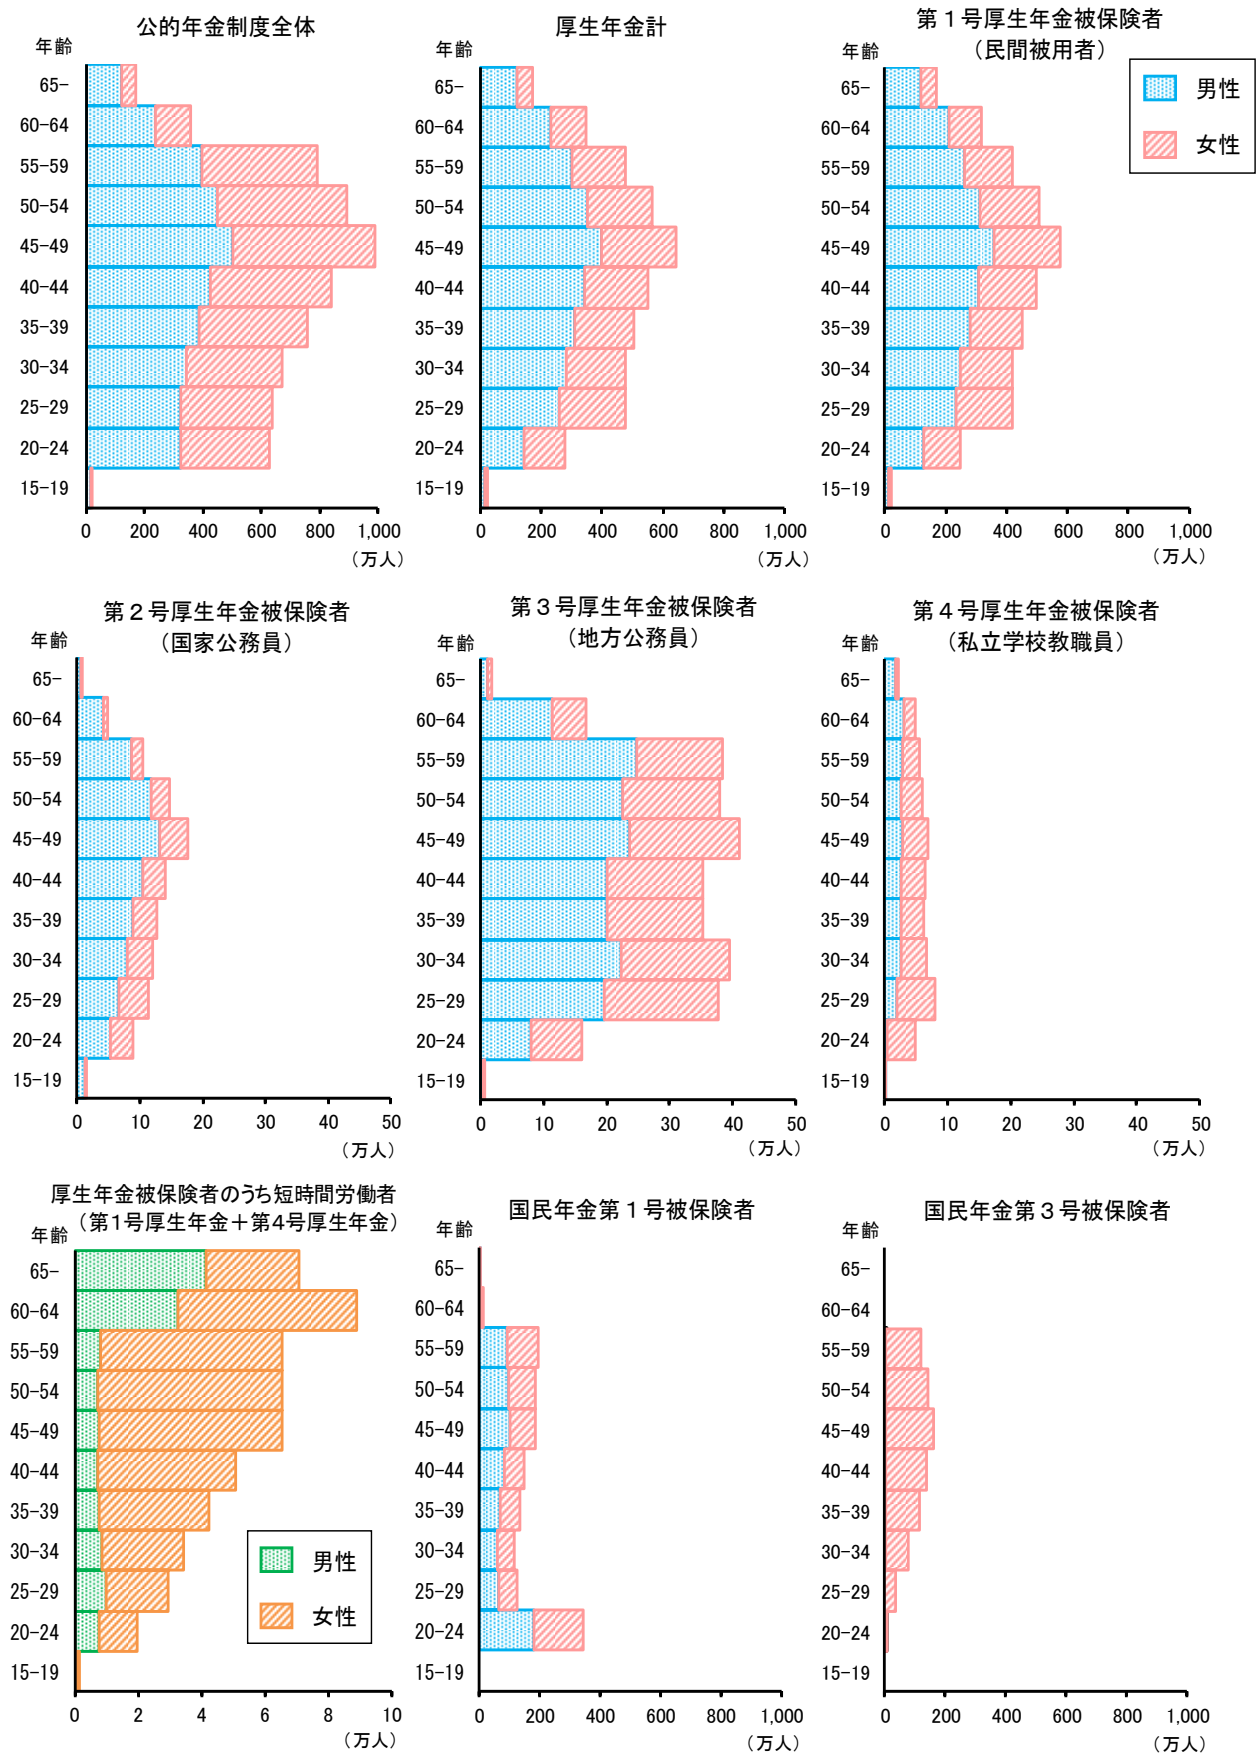 公的年金制度全体
年齢
65-
60-64
55-59
50-54
45-49
40-44
35-39
30-34
25-29
20-24
15-19
0 200 400 600 800 1,000
（万人）
厚生年金計
年齢
65-
60-64
55-59
50-54
45-49
40-44
35-39
30-34
25-29
20-24
15-19
0 200 400 600 800 1,000
（万人）
第１号厚生年金被保険者
（民間被用者）
年齢
男性
女性
65-
60-64
55-59
50-54
45-49
40-44
35-39
30-34
25-29
20-24
15-19
0 200 400 600 800 1,000
（万人）
第２号厚生年金被保険者
（国家公務員）
年齢
65-
60-64
55-59
50-54
45-49
40-44
35-39
30-34
25-29
20-24
15-19
0 10 20 30 40 50
（万人）
第３号厚生年金被保険者
（地方公務員）
年齢
65-
60-64
55-59
50-54
45-49
40-44
35-39
30-34
25-29
20-24
15-19
0 10 20 30 40 50
（万人）
第４号厚生年金被保険者
（私立学校教職員）
年齢
65-
60-64
55-59
50-54
45-49
40-44
35-39
30-34
25-29
20-24
15-19
0 10 20 30 40 50
（万人）
厚生年金被保険者のうち短時間労働者
（第1号厚生年金＋第4号厚生年金）
年齢
65-
60-64
55-59
50-54
45-49
40-44
35-39
30-34
25-29
20-24
15-19
男性
女性
0 2 4 6 8 10
（万人）
国民年金第１号被保険者
年齢
65-
60-64
55-59
50-54
45-49
40-44
35-39
30-34
25-29
20-24
15-19
0 200 400 600 800 1,000
（万人）
国民年金第３号被保険者
年齢
65-
60-64
55-59
50-54
45-49
40-44
35-39
30-34
25-29
20-24
15-19
0 200 400 600 800 1,000
（万人）